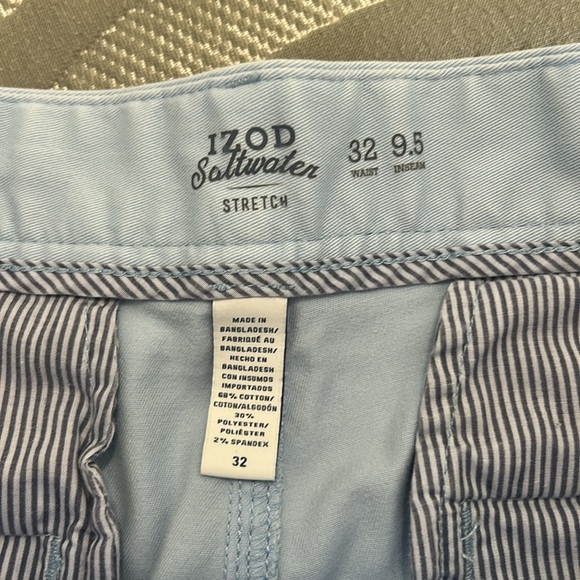 IZOD
Saltwater
STRETCH
32 9.5
WAIST INSEAM
MADE IN
BANGLADESH/
FABRIQUÉ AU
BANGLADESH/
HECHO EN
BANGLADESH
CON INSUMOS
IMPORTADOS
68% COTTON/
COTON/ALGODÓN
30%
POLYESTER/
POLIÉSTER
2% SPANDEX
32